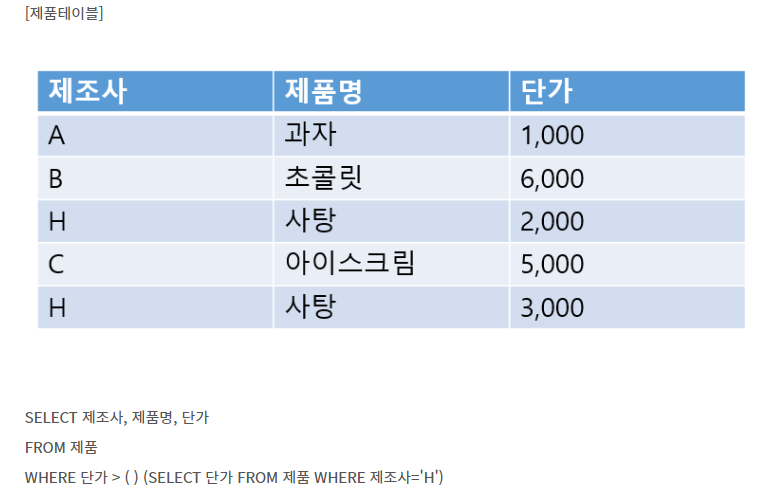 [제품테이블]
제조사 제품명 단가
A 과자 1,000
B 초콜릿 6,000
H 사탕 2,000
C 아이스크림 5,000
H 사탕 3,000
SELECT 제조사, 제품명, 단가
FROM 제품
WHERE 단가 > ( ) (SELECT 단가 FROM 제품 WHERE 제조사='H')